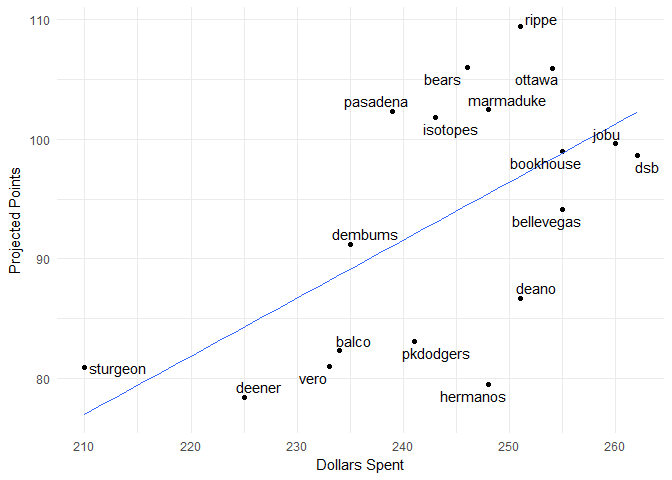 110
rippe
bears
ottawa
pasadena
marmaduke
isotopes
100
jobu
bookhouse
dsb
bellevegas
dembums
90
deano
balco
pkdodgers
sturgeon
vero
80
deener
hermanos
210
220
230
240
250
260
Dollars Spent
Projected Points